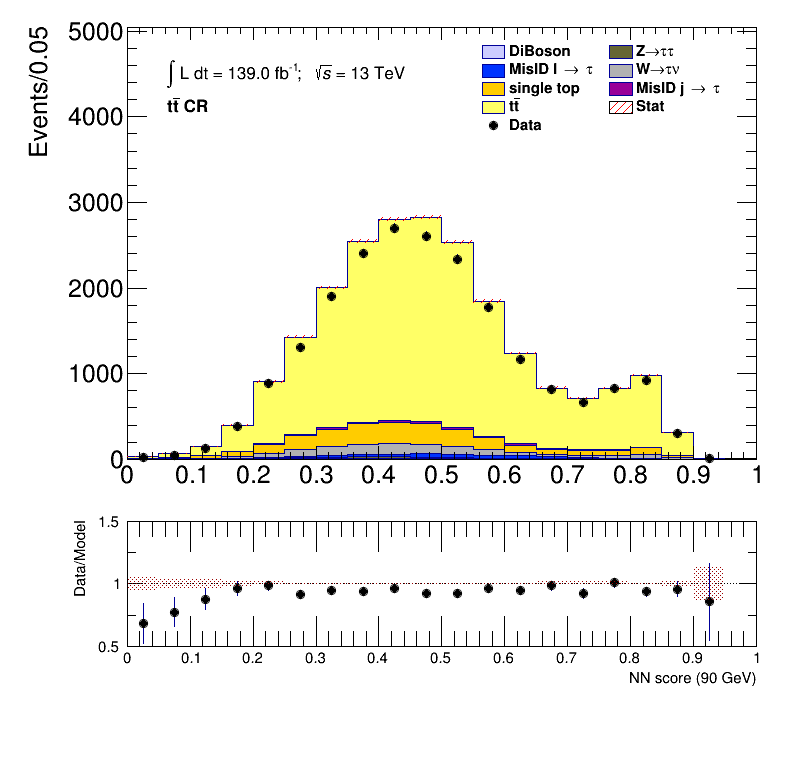 Events/0.05
5000
4000
3000
2000
1000
0
∫ L dt = 139.0 fb⁻¹; √s = 13 TeV
tt̄ CR
DiBoson
Z→ττ
MisID l → τ
W→τν
single top
MisID j → τ
tt̄
Stat
Data
0 0.1 0.2 0.3 0.4 0.5 0.6 0.7 0.8 0.9 1
Data/Model
1.5
1
0.5
0 0.1 0.2 0.3 0.4 0.5 0.6 0.7 0.8 0.9 1
NN score (90 GeV)